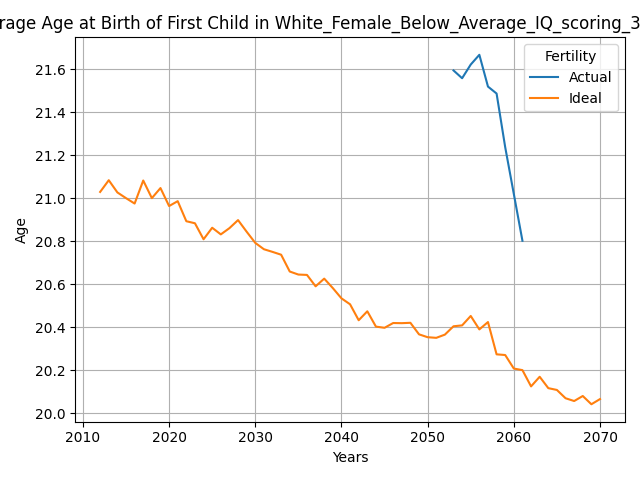 rage Age at Birth of First Child in White_Female_Below_Average_IQ_scoring_3
Fertility
Actual
Ideal
21.6
21.4
21.2
21.0
20.8
20.6
20.4
20.2
20.0
Age
2010 2020 2030 2040 2050 2060 2070
Years